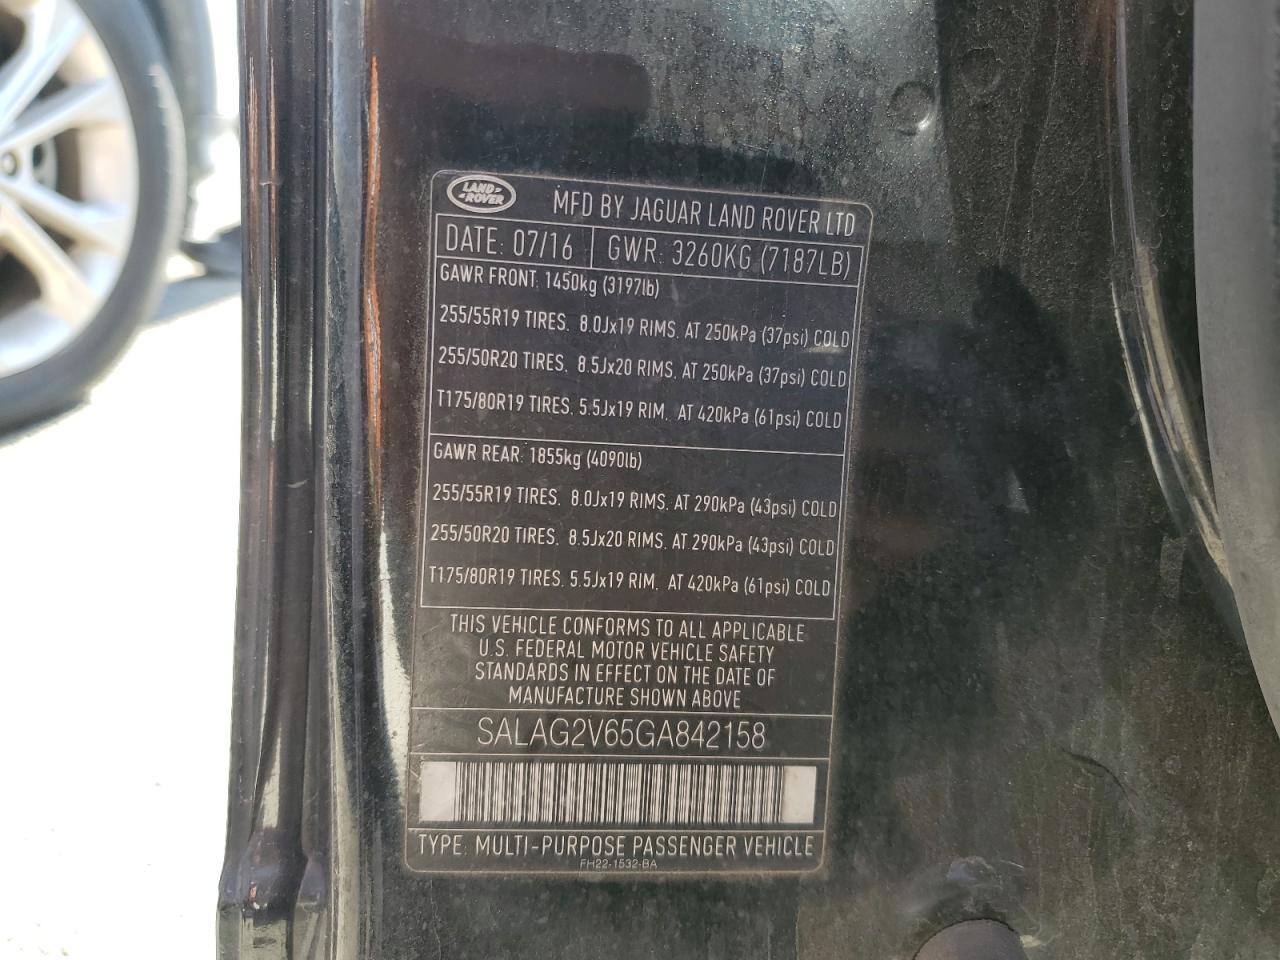 LAND
ROVER
MFD BY JAGUAR LAND ROVER LTD
DATE: 07/16 GWR: 3260KG (7187LB)
GAWR FRONT: 1450kg (3197lb)
255/55R19 TIRES. 8.0Jx19 RIMS. AT 250kPa (37psi) COLD
255/50R20 TIRES. 8.5Jx20 RIMS. AT 250kPa (37psi) COLD
T175/80R19 TIRES. 5.5Jx19 RIM. AT 420kPa (61psi) COLD
GAWR REAR: 1855kg (4090lb)
255/55R19 TIRES. 8.0Jx19 RIMS. AT 290kPa (43psi) COLD
255/50R20 TIRES. 8.5Jx20 RIMS. AT 290kPa (43psi) COLD
T175/80R19 TIRES. 5.5Jx19 RIM. AT 420kPa (61psi) COLD
THIS VEHICLE CONFORMS TO ALL APPLICABLE
U.S. FEDERAL MOTOR VEHICLE SAFETY
STANDARDS IN EFFECT ON THE DATE OF
MANUFACTURE SHOWN ABOVE
SALAG2V65GA842158
TYPE: MULTI-PURPOSE PASSENGER VEHICLE
FH22-1532-BA